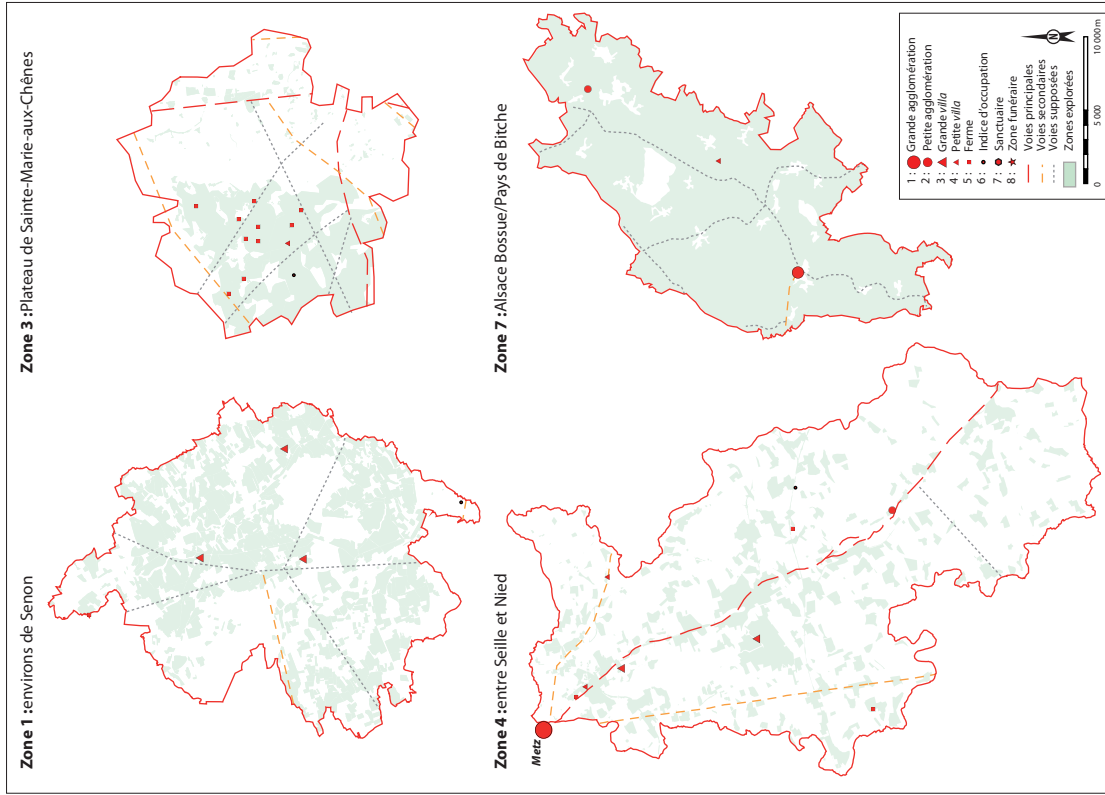 Zone 1 : environs de Senon
Zone 3 : Plateau de Sainte-Marie-aux-Chênes
Zone 4 : entre Seille et Nied
Metz
Zone 7 : Alsace Bossue/Pays de Bitche
1 : Grande agglomération
2 : Petite agglomération
3 : Grande villa
4 : Petite villa
5 : Ferme
6 : Indice d'occupation
7 : Sanctuaire
8 : Zone funéraire
Voies principales
Voies secondaires
Voies supposées
Zones explorées
N
0 5 000 10 000 m